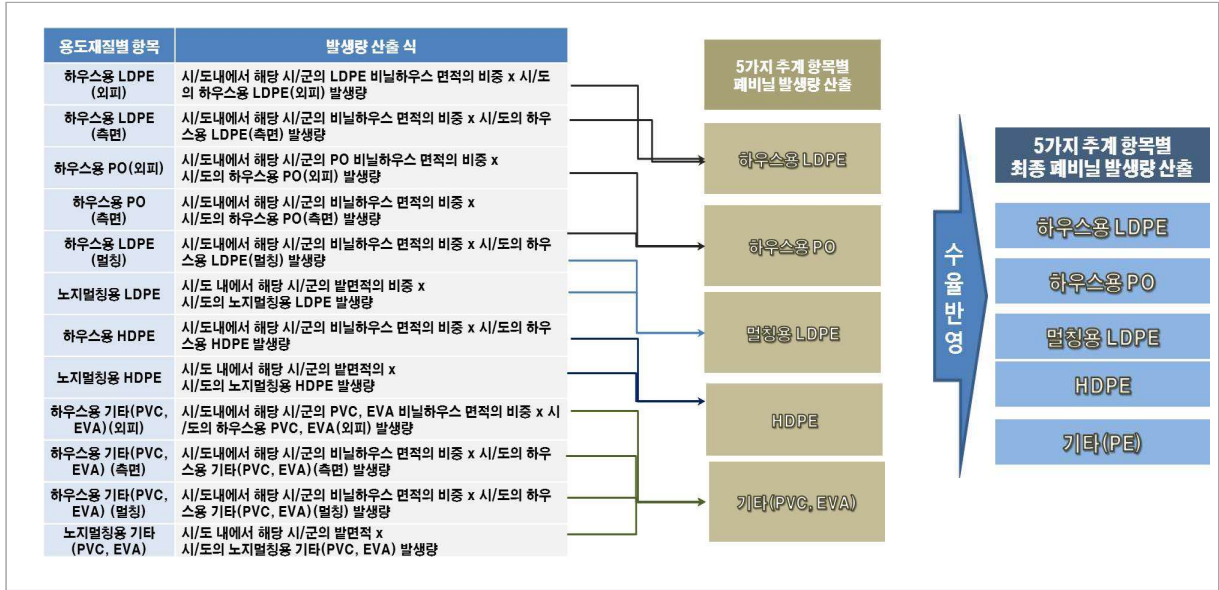 용도재질별 항목
발생량 산출 식
하우스용 LDPE
(외피)
시/도내에서 해당 시/군의 LDPE 비닐하우스 면적의 비중 x 시/도
의 하우스용 LDPE(외피) 발생량
하우스용 LDPE
(측면)
시/도내에서 해당 시/군의 비닐하우스 면적의 비중 x 시/도의 하우
스용 LDPE(측면) 발생량
하우스용 PO(외피)
시/도내에서 해당 시/군의 PO 비닐하우스 면적의 비중 x
시/도의 하우스용 PO(외피) 발생량
하우스용 PO
(측면)
시/도내에서 해당 시/군의 비닐하우스 면적의 비중 x
시/도의 하우스용 PO(측면) 발생량
하우스용 LDPE
(멀칭)
시/도내에서 해당 시/군의 비닐하우스 면적의 비중 x 시/도의 하우
스용 LDPE(멀칭) 발생량
노지멀칭용 LDPE
시/도 내에서 해당 시/군의 밭면적의 비중 x
시/도의 노지멀칭용 LDPE 발생량
하우스용 HDPE
시/도내에서 해당 시/군의 비닐하우스 면적의 비중 x 시/도의 하우
스용 HDPE 발생량
노지멀칭용 HDPE
시/도 내에서 해당 시/군의 밭면적의 x
시/도의 노지멀칭용 HDPE 발생량
하우스용 기타(PVC,
EVA)(외피)
시/도내에서 해당 시/군의 PVC, EVA 비닐하우스 면적의 비중 x 시
/도의 하우스용 PVC, EVA(외피) 발생량
하우스용 기타(PVC,
EVA) (측면)
시/도내에서 해당 시/군의 비닐하우스 면적의 비중 x 시/도의 하우
스용 기타(PVC, EVA)(측면) 발생량
하우스용 기타(PVC,
EVA) (멀칭)
시/도내에서 해당 시/군의 비닐하우스 면적의 비중 x 시/도의 하우
스용 기타(PVC, EVA)(멀칭) 발생량
노지멀칭용 기타
(PVC, EVA)
시/도 내에서 해당 시/군의 밭면적 x
시/도의 노지멀칭용 기타(PVC, EVA) 발생량
5가지 추계 항목별
폐비닐 발생량 산출
하우스용 LDPE
하우스용 PO
멀칭용 LDPE
HDPE
기타(PVC, EVA)
수율반영
5가지 추계 항목별
최종 폐비닐 발생량 산출
하우스용 LDPE
하우스용 PO
멀칭용 LDPE
HDPE
기타(PE)